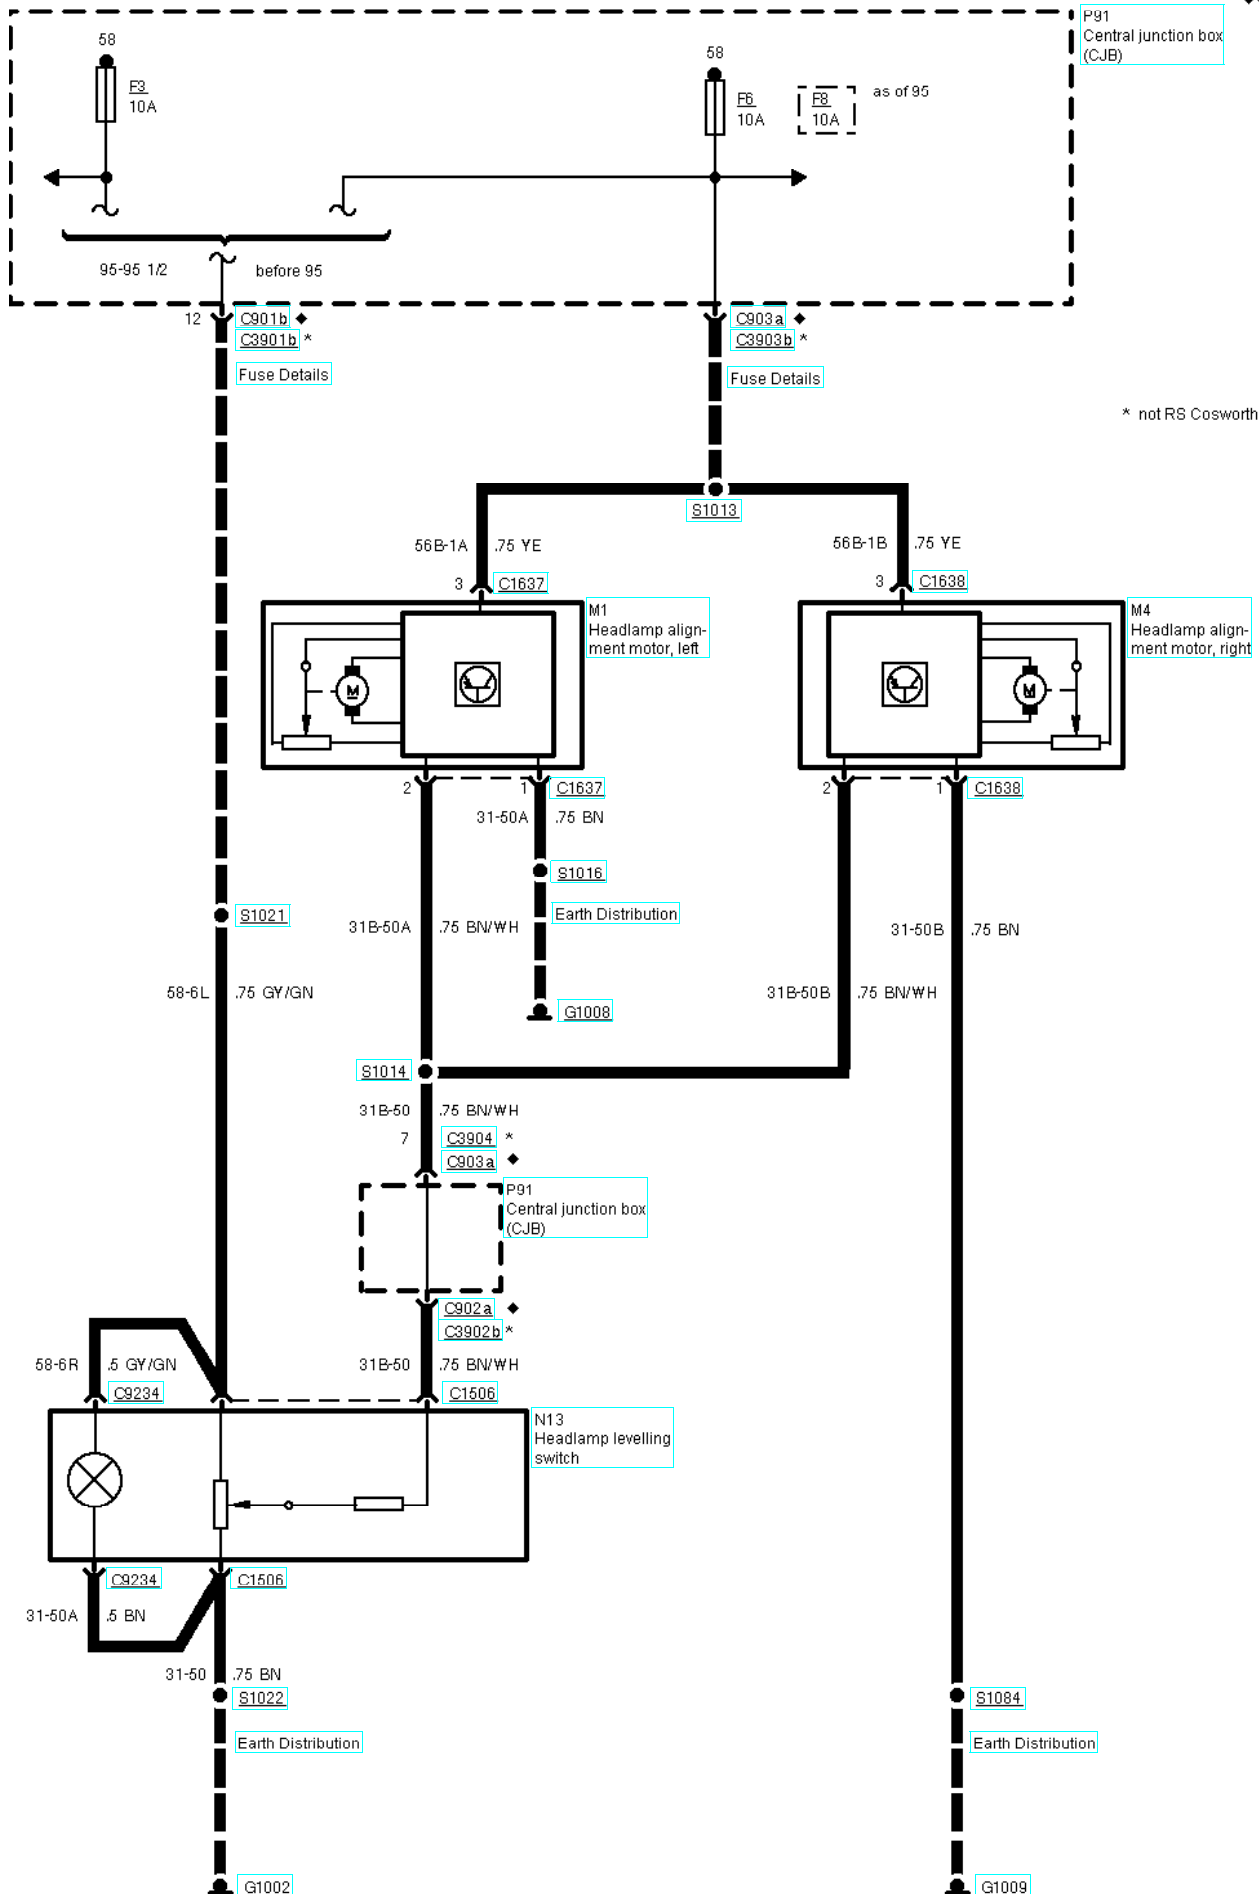 P91
Central junction box
(CJB)
58
F3
10A
58
F6
10A
F8
10A
as of 95
95-95 1/2
before 95
12
C901b ◆
C3901b *
Fuse Details
C903a ◆
C3903b *
Fuse Details
* not RS Cosworth
S1013
56B-1A
.75 YE
56B-1B
.75 YE
3
C1637
3
C1638
M1
Headlamp align-
ment motor, left
M4
Headlamp align-
ment motor, right
M
M
2
1
C1637
2
1
C1638
31-50A
.75 BN
S1016
Earth Distribution
S1021
31B-50A
.75 BN/WH
31-50B
.75 BN
58-6L
.75 GY/GN
31B-50B
.75 BN/WH
G1008
S1014
31B-50
.75 BN/WH
7
C3904 *
C903a ◆
P91
Central junction box
(CJB)
C902a ◆
C3902b *
58-6R
.5 GY/GN
31B-50
.75 BN/WH
C9234
C1506
N13
Headlamp levelling
switch
C9234
C1506
31-50A
.5 BN
31-50
.75 BN
S1022
S1084
Earth Distribution
Earth Distribution
G1002
G1009